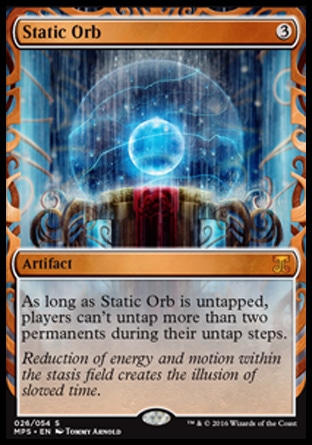 Static Orb 3
Artifact
As long as Static Orb is untapped,
players can't untap more than two
permanents during their untap steps.
Reduction of energy and motion within
the stasis field creates the illusion of
slowed time.
026/054 S
MPS • EN Tommy Arnold
™ & © 2016 Wizards of the Coast